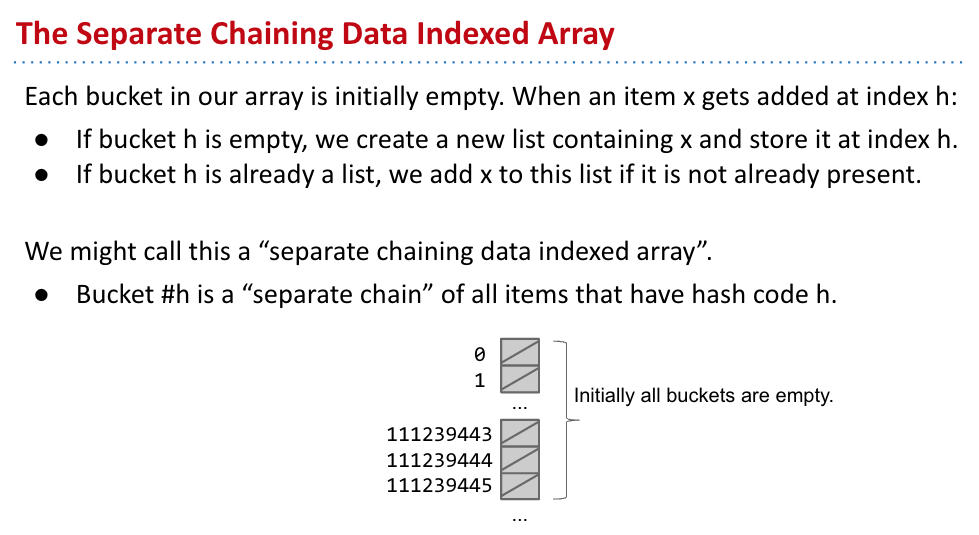 The Separate Chaining Data Indexed Array
Each bucket in our array is initially empty. When an item x gets added at index h:
● If bucket h is empty, we create a new list containing x and store it at index h.
● If bucket h is already a list, we add x to this list if it is not already present.
We might call this a “separate chaining data indexed array”.
● Bucket #h is a “separate chain” of all items that have hash code h.
0
1
...
Initially all buckets are empty.
111239443
111239444
111239445
...